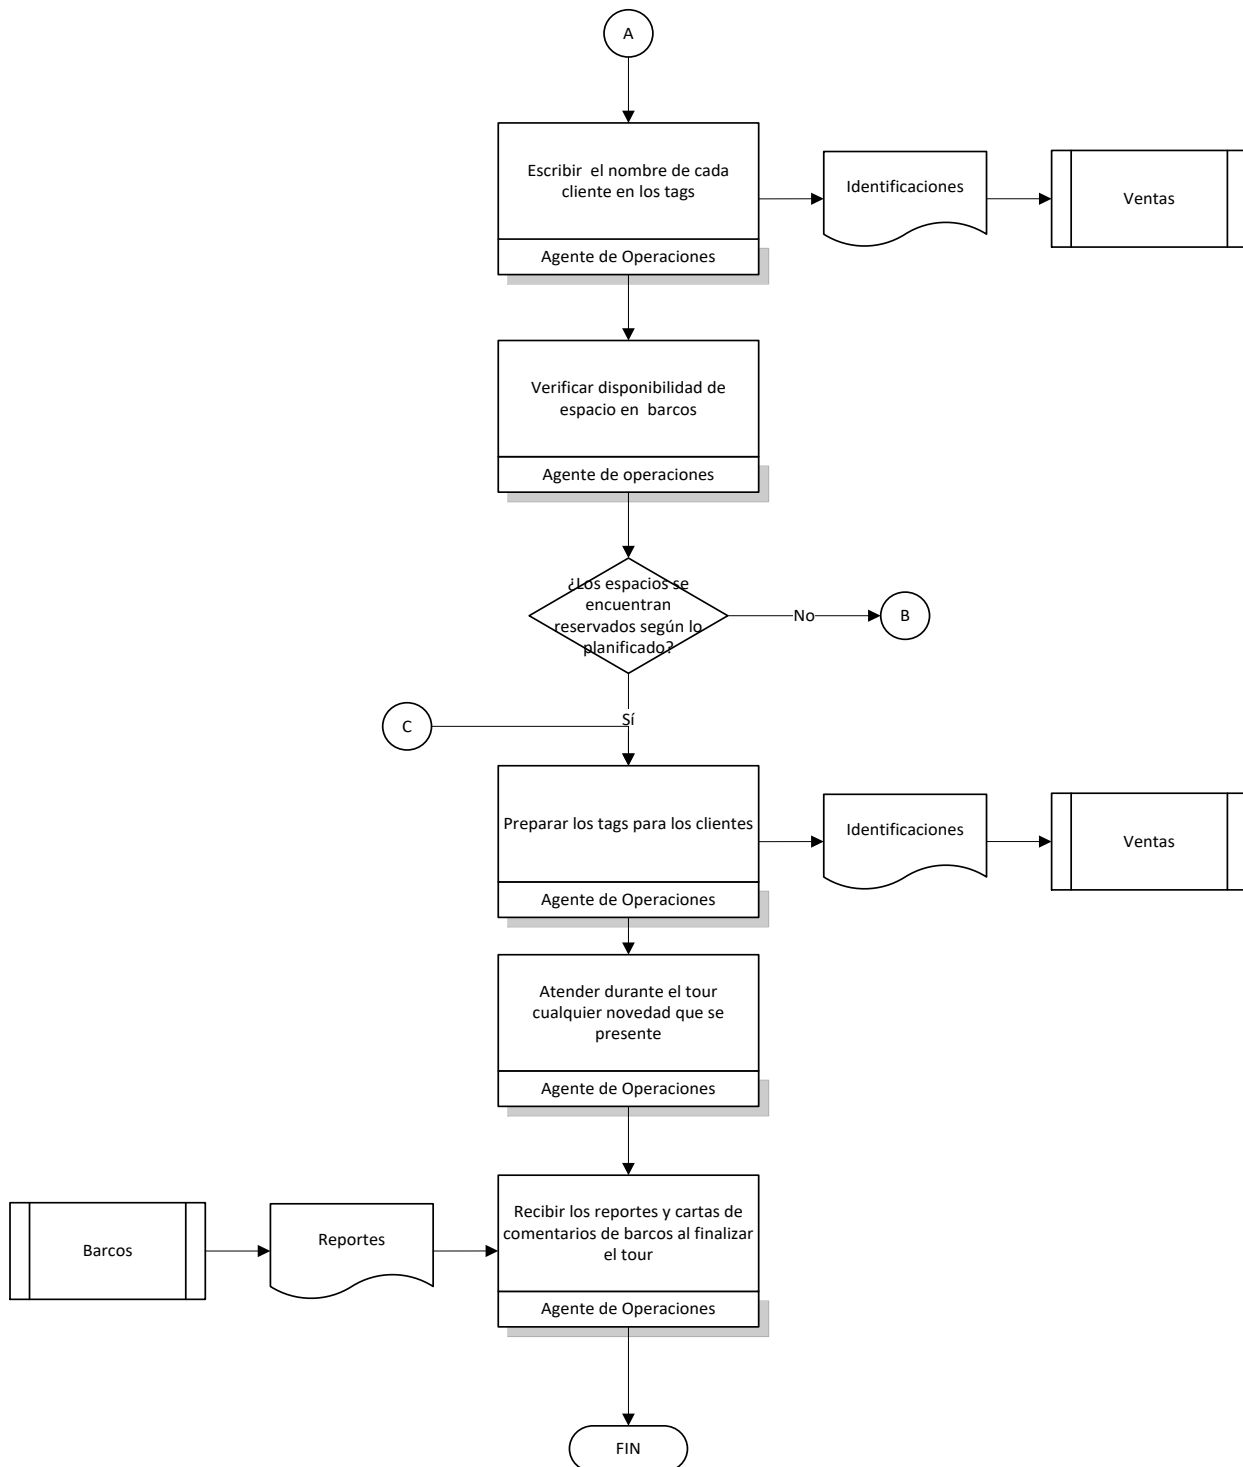 A
Escribir  el nombre de cada
cliente en los tags
Agente de Operaciones
Identificaciones
Ventas
Verificar disponibilidad de
espacio en  barcos
Agente de operaciones
¿Los espacios se
encuentran
reservados según lo
planificado?
No
B
Sí
C
Preparar los tags para los clientes
Agente de Operaciones
Identificaciones
Ventas
Atender durante el tour
cualquier novedad que se
presente
Agente de Operaciones
Barcos
Reportes
Recibir los reportes y cartas de
comentarios de barcos al finalizar
el tour
Agente de Operaciones
FIN